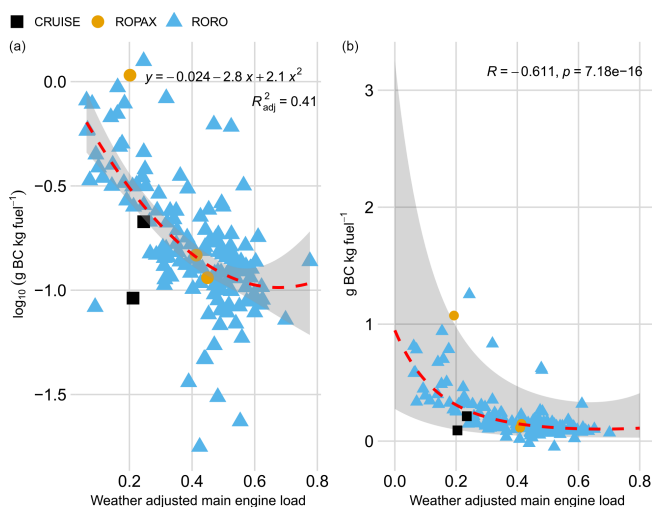 CRUISE ROPAX RORO
(a)
y = −0.024 − 2.8 x + 2.1 x²
R²adj = 0.41
0.0
−0.5
−1.0
−1.5
log₁₀ (g BC kg fuel⁻¹)
0.2 0.4 0.6 0.8
Weather adjusted main engine load
(b)
R = −0.611, p = 7.18e−16
3
2
1
0
g BC kg fuel⁻¹
0.0 0.2 0.4 0.6 0.8
Weather adjusted main engine load